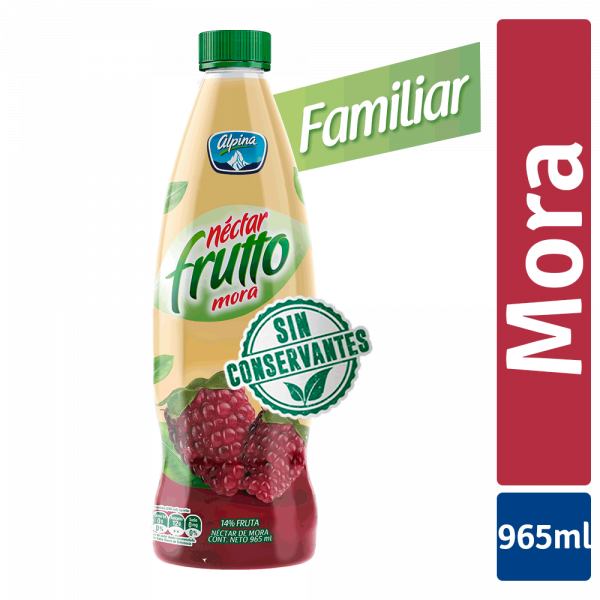 Familiar
alpina
néctar
frutto
mora
SIN
CONSERVANTES
14% FRUTA
NÉCTAR DE MORA
CONT. NETO 965 ml
Mora
965ml